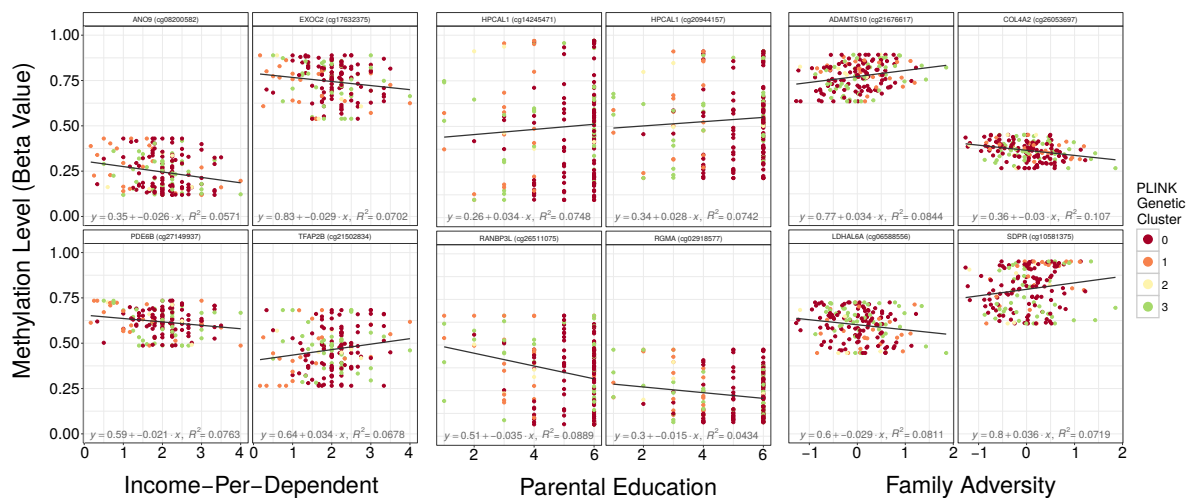 ANO9 (cg08200582)
EXOC2 (cg17632375)
HPCAL1 (cg14245471)
HPCAL1 (cg20944157)
ADAMTS10 (cg21676617)
COL4A2 (cg26053697)
1.00
0.75
0.50
0.25
0.00
y = 0.35 + −0.026 · x, R² = 0.0571
y = 0.83 + −0.029 · x, R² = 0.0702
y = 0.26 + 0.034 · x, R² = 0.0748
y = 0.34 + 0.028 · x, R² = 0.0742
y = 0.77 + 0.034 · x, R² = 0.0844
y = 0.36 + −0.03 · x, R² = 0.107
PDE6B (cg27149937)
TFAP2B (cg21502834)
RANBP3L (cg26511075)
RGMA (cg02918577)
LDHAL6A (cg06588556)
SDPR (cg10581375)
1.00
0.75
0.50
0.25
0.00
y = 0.59 + −0.021 · x, R² = 0.0763
y = 0.64 + 0.034 · x, R² = 0.0678
y = 0.51 + −0.035 · x, R² = 0.0889
y = 0.3 + −0.015 · x, R² = 0.0434
y = 0.6 + −0.029 · x, R² = 0.0811
y = 0.8 + 0.036 · x, R² = 0.0719
0 1 2 3 4 0 1 2 3 4
1 2 3 4 5 6 1 2 3 4 5 6
−1 0 1 2 −1 0 1 2
Income−Per−Dependent
Parental Education
Family Adversity
Methylation Level (Beta Value)
PLINK
Genetic
Cluster
0
1
2
3